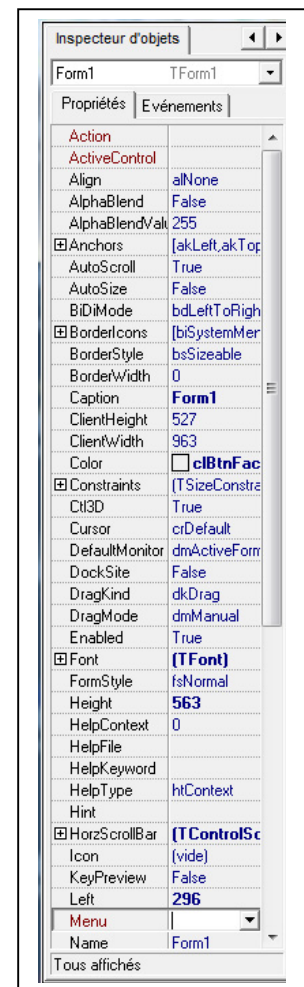 Inspecteur d'objets
Form1 TForm1
Propriétés Evénements
Action
ActiveControl
Align alNone
AlphaBlend False
AlphaBlendValu 255
Anchors [akLeft,akTop
AutoScroll True
AutoSize False
BiDiMode bdLeftToRigh
BorderIcons [biSystemMen
BorderStyle bsSizeable
BorderWidth 0
Caption Form1
ClientHeight 527
ClientWidth 963
Color clBtnFac
Constraints (TSizeConstra
Ctl3D True
Cursor crDefault
DefaultMonitor dmActiveForm
DockSite False
DragKind dkDrag
DragMode dmManual
Enabled True
Font (TFont)
FormStyle fsNormal
Height 563
HelpContext 0
HelpFile
HelpKeyword
HelpType htContext
Hint
HorzScrollBar (TControlSc
Icon (vide)
KeyPreview False
Left 296
Menu
Name Form1
Tous affichés